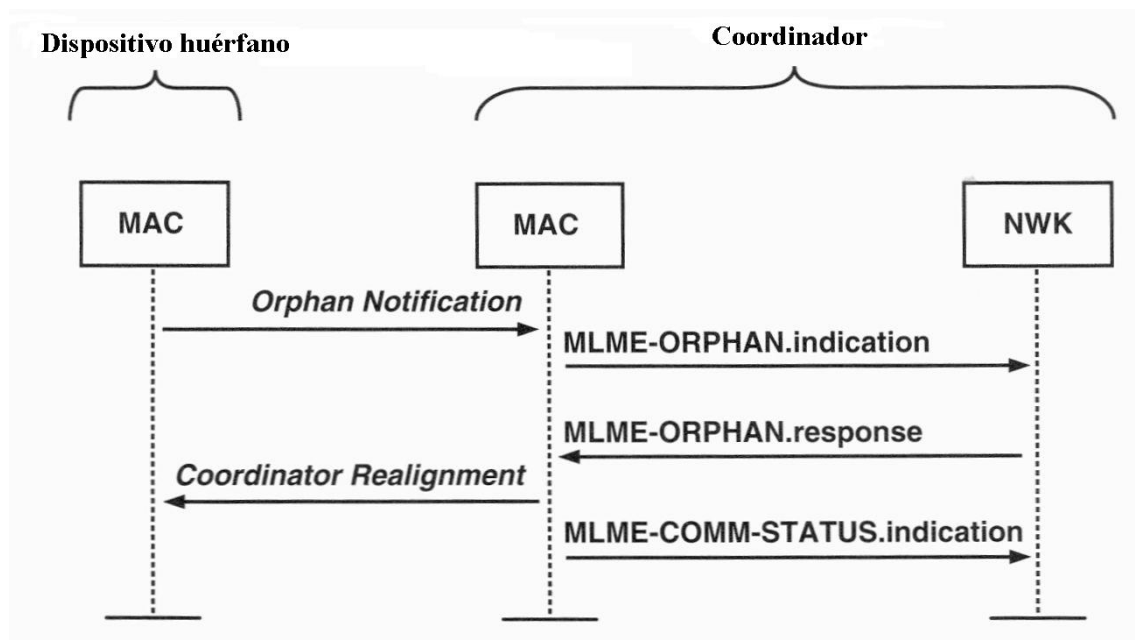 Dispositivo huérfano
Coordinador
MAC
MAC
NWK
Orphan Notification
MLME-ORPHAN.indication
MLME-ORPHAN.response
Coordinator Realignment
MLME-COMM-STATUS.indication